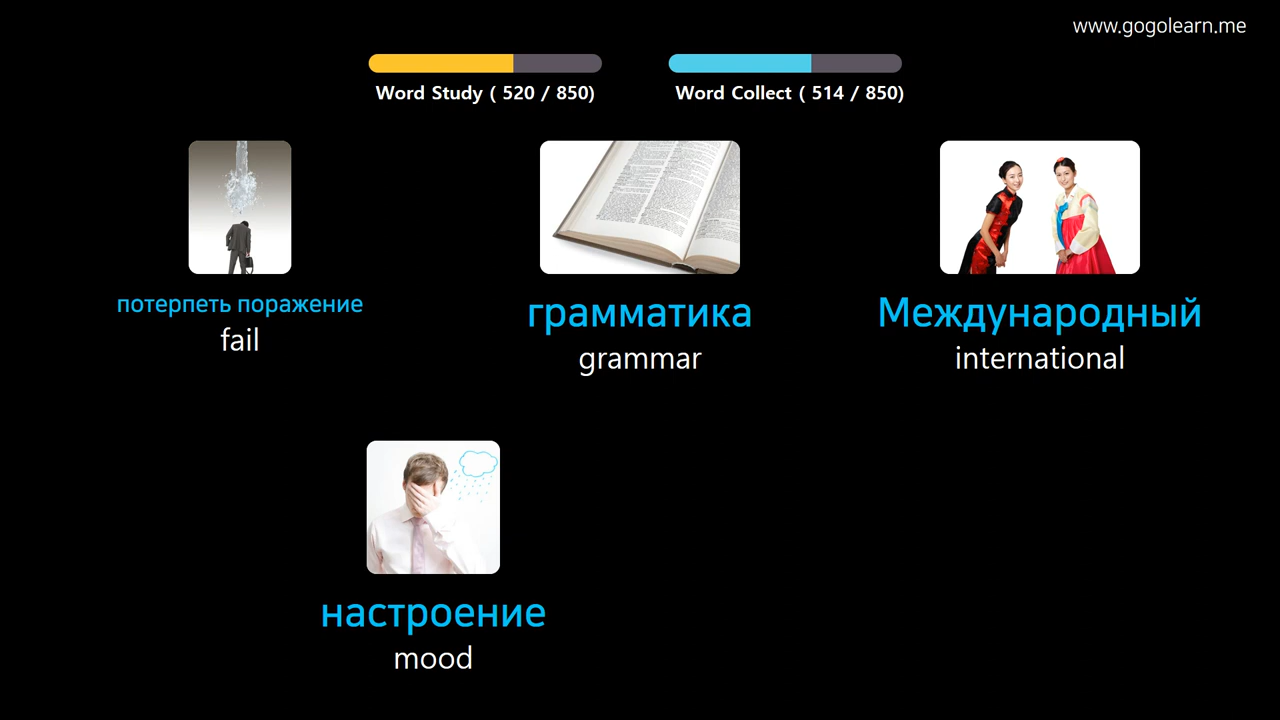 www.gogolearn.me
Word Study ( 520 / 850)
Word Collect ( 514 / 850)
потерпеть поражение
fail
грамматика
grammar
Международный
international
настроение
mood